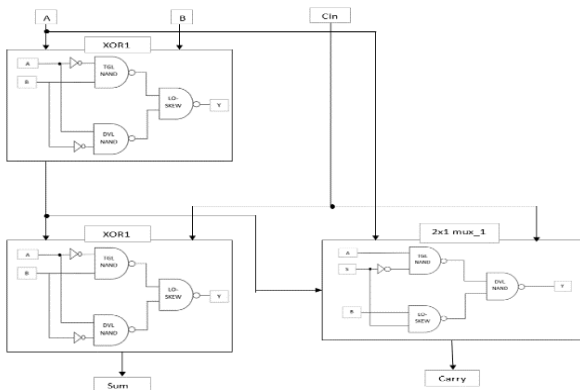 A
B
Cin
XOR1
A
TGL
NAND
B
LO-
SKEW
Y
DVL
NAND
XOR1
2x1 mux_1
A
TGL
NAND
B
LO-
SKEW
Y
DVL
NAND
A
TGL
NAND
S
DVL
NAND
Y
B
LO-
SKEW
Sum
Carry